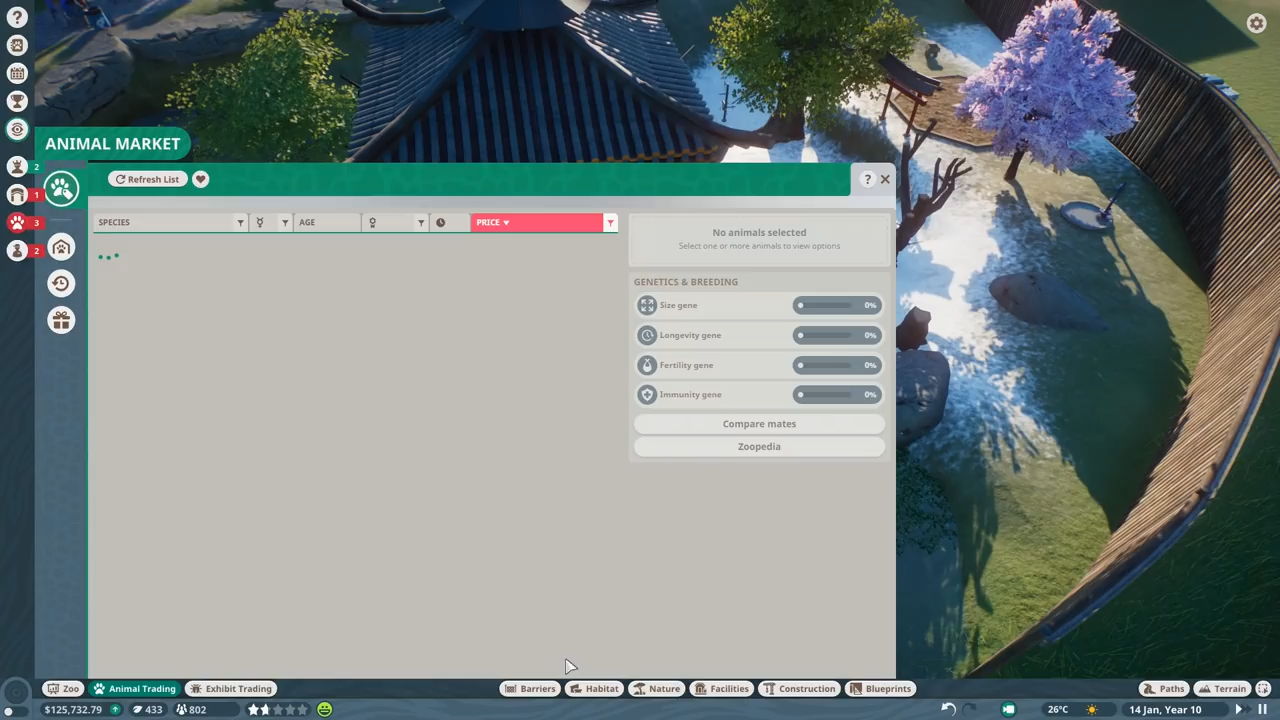 ANIMAL MARKET
Refresh List
?
SPECIES AGE PRICE
No animals selected
Select one or more animals to view options
GENETICS & BREEDING
Size gene 0%
Longevity gene 0%
Fertility gene 0%
Immunity gene 0%
Compare mates
Zoopedia
?
2
1
3
2
Zoo Animal Trading Exhibit Trading Barriers Habitat Nature Facilities Construction Blueprints Paths Terrain
$125,732.79 433 802 26°C 14 Jan, Year 10